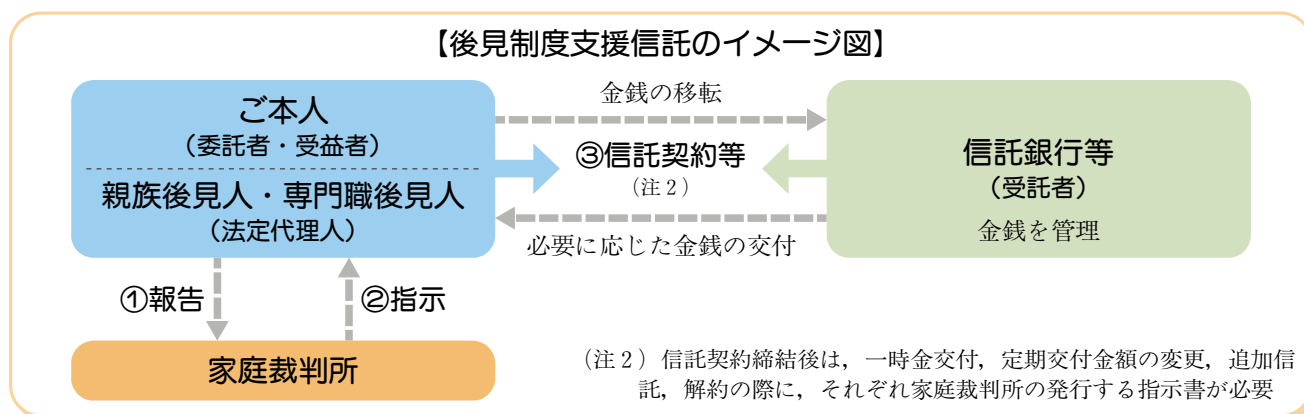 【後見制度支援信託のイメージ図】
ご本人
（委託者・受益者）
親族後見人・専門職後見人
（法定代理人）
金銭の移転
③信託契約等
（注２）
必要に応じた金銭の交付
信託銀行等
（受託者）
金銭を管理
①報告
②指示
家庭裁判所
（注２）信託契約締結後は，一時金交付，定期交付金額の変更，追加信
託，解約の際に，それぞれ家庭裁判所の発行する指示書が必要